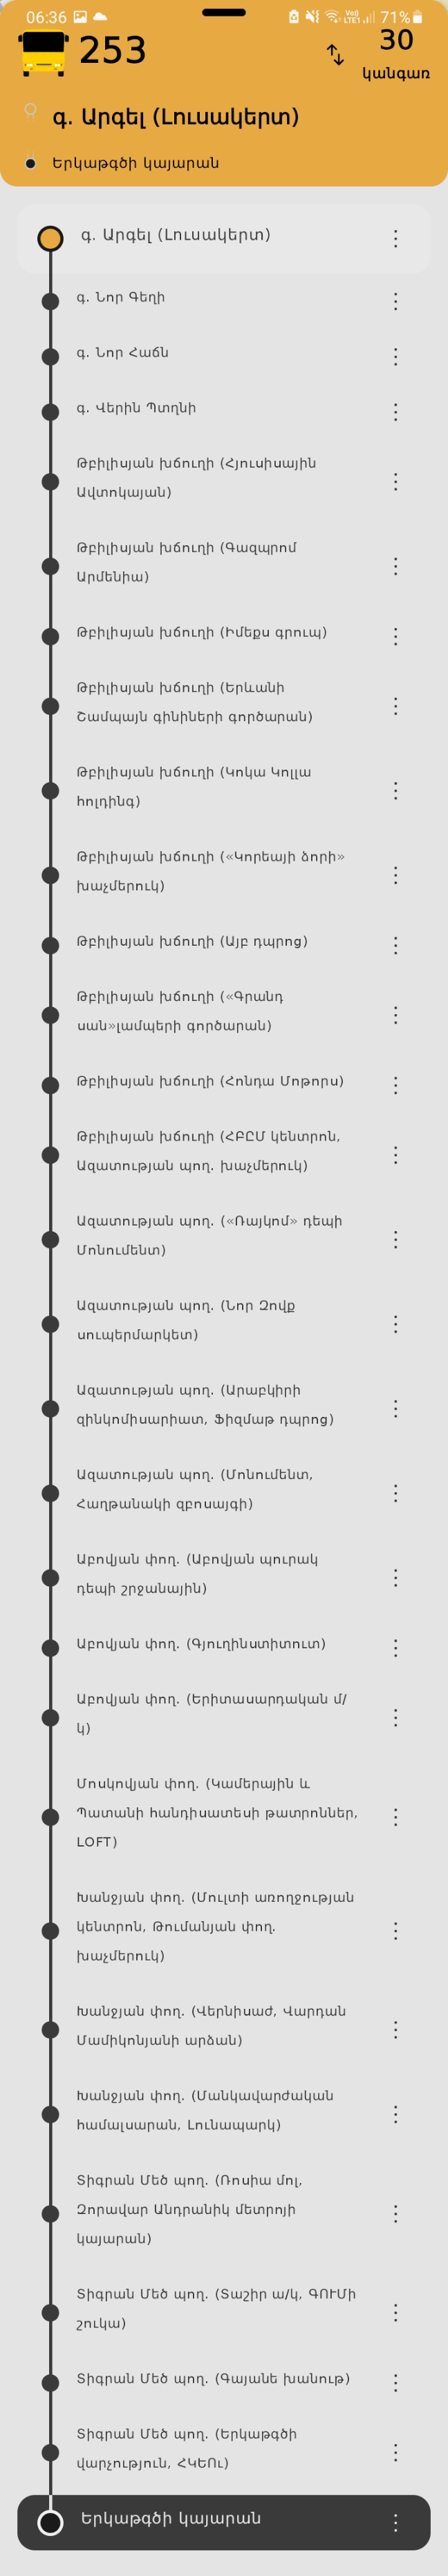 06:36 71%
253
30
կանգառ
գ. Արգել (Լուսակերտ)
Երկաթգծի կայարան
գ. Արգել (Լուսակերտ)
գ. Նոր Գեղի
գ. Նոր Հաճն
գ. Վերին Պտղնի
Թբիլիսյան խճուղի (Հյուսիսային
Ավտոկայան)
Թբիլիսյան խճուղի (Գազպրոմ
Արմենիա)
Թբիլիսյան խճուղի (Իմեքս գրուպ)
Թբիլիսյան խճուղի (Երևանի
Շամպայն գինիների գործարան)
Թբիլիսյան խճուղի (Կոկա Կոլլա
հոլդինգ)
Թբիլիսյան խճուղի («Կորեայի ձորի»
խաչմերուկ)
Թբիլիսյան խճուղի (Այբ դպրոց)
Թբիլիսյան խճուղի («Գրանդ
սան»լամպերի գործարան)
Թբիլիսյան խճուղի (Հոնդա Մոթորս)
Թբիլիսյան խճուղի (ՀԲԸՄ կենտրոն,
Ազատության պող. խաչմերուկ)
Ազատության պող. («Ռայկոմ» դեպի
Մոնումենտ)
Ազատության պող. (Նոր Զովք
սուպերմարկետ)
Ազատության պող. (Արաբկիրի
զինկոմիսարիատ, Ֆիզմաթ դպրոց)
Ազատության պող. (Մոնումենտ,
Հաղթանակի զբոսայգի)
Աբովյան փող. (Աբովյան պուրակ
դեպի շրջանային)
Աբովյան փող. (Գյուղինստիտուտ)
Աբովյան փող. (Երիտասարդական մ/
կ)
Մոսկովյան փող. (Կամերային և
Պատանի հանդիսատեսի թատրոններ,
LOFT)
Խանջյան փող. (Մուլտի առողջության
կենտրոն, Թումանյան փող.
խաչմերուկ)
Խանջյան փող. (Վերնիսաժ, Վարդան
Մամիկոնյանի արձան)
Խանջյան փող. (Մանկավարժական
համալսարան, Լունապարկ)
Տիգրան Մեծ պող. (Ռոսիա մոլ,
Զորավար Անդրանիկ մետրոյի
կայարան)
Տիգրան Մեծ պող. (Տաշիր ա/կ, ԳՈՒՄի
շուկա)
Տիգրան Մեծ պող. (Գայանե խանութ)
Տիգրան Մեծ պող. (Երկաթգծի
վարչություն, ՀԿԵՈւ)
Երկաթգծի կայարան